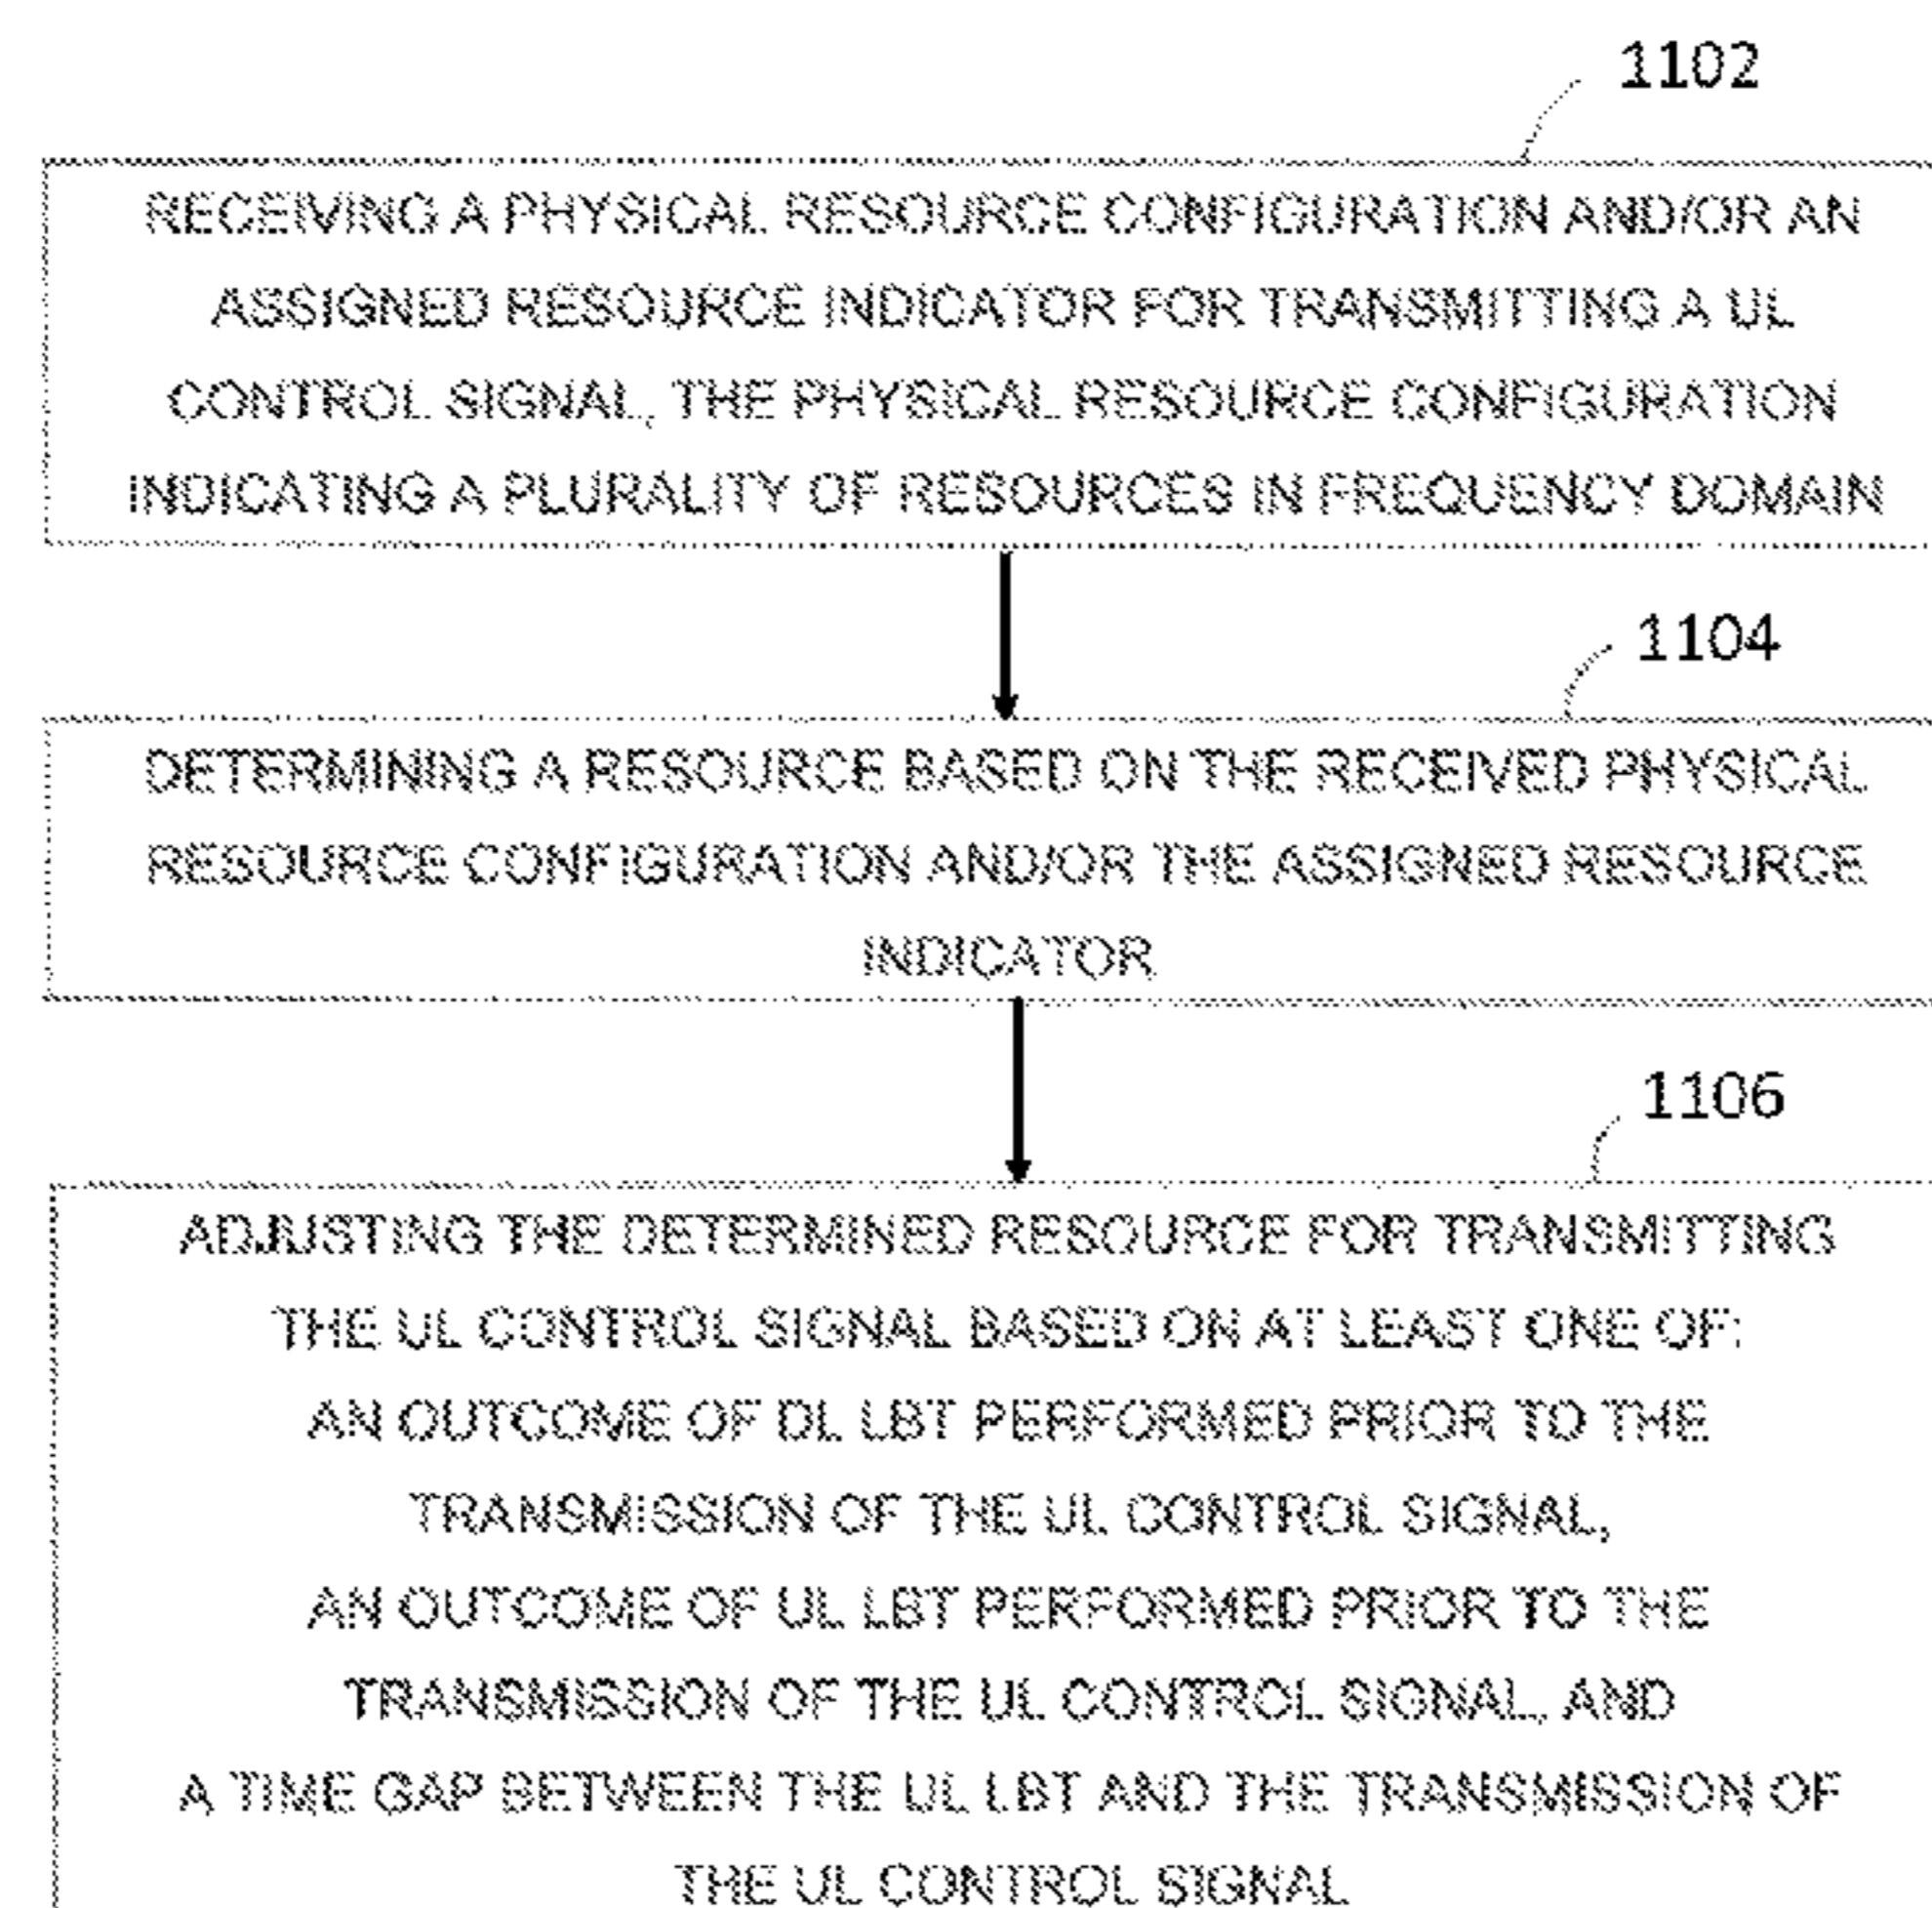 1102
RECEIVING A PHYSICAL RESOURCE CONFIGURATION AND/OR AN
ASSIGNED RESOURCE INDICATOR FOR TRANSMITTING A UL
CONTROL SIGNAL, THE PHYSICAL RESOURCE CONFIGURATION
INDICATING A PLURALITY OF RESOURCES IN FREQUENCY DOMAIN
1104
DETERMINING A RESOURCE BASED ON THE RECEIVED PHYSICAL
RESOURCE CONFIGURATION AND/OR THE ASSIGNED RESOURCE
INDICATOR
1106
ADJUSTING THE DETERMINED RESOURCE FOR TRANSMITTING
THE UL CONTROL SIGNAL BASED ON AT LEAST ONE OF:
AN OUTCOME OF DL LBT PERFORMED PRIOR TO THE
TRANSMISSION OF THE UL CONTROL SIGNAL,
AN OUTCOME OF UL LBT PERFORMED PRIOR TO THE
TRANSMISSION OF THE UL CONTROL SIGNAL, AND
A TIME GAP BETWEEN THE UL LBT AND THE TRANSMISSION OF
THE UL CONTROL SIGNAL